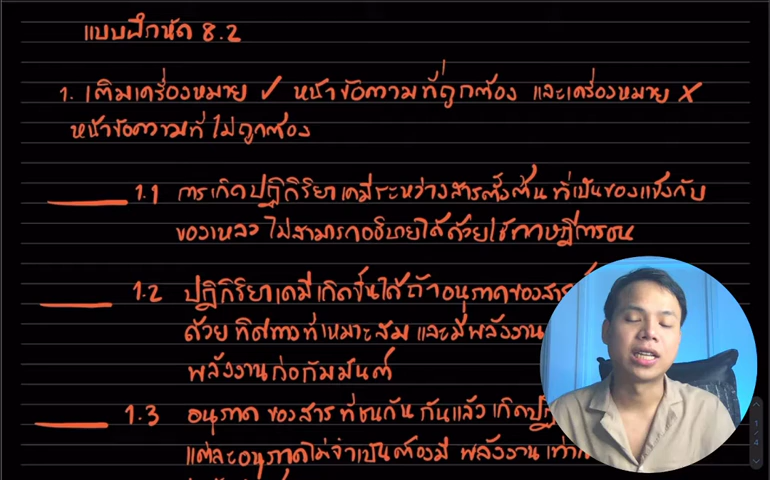 แบบฝึกหัด 8.2
1. เติมเครื่องหมาย ✓ หน้าข้อความที่ถูกต้อง และเครื่องหมาย ✗
หน้าข้อความที่ไม่ถูกต้อง
1.1 การเกิดปฏิกิริยาเคมีระหว่างสารตั้งต้นที่เป็นของแข็งกับ
ของเหลว ไม่สามารถอธิบายได้ด้วยใช้ทฤษฎีการชน
1.2 ปฏิกิริยาเคมีเกิดขึ้นได้ถ้าอนุภาคของสาร
ด้วย ทิศทางที่เหมาะสม และมีพลังงาน
พลังงานก่อกัมมันต์
1.3 อนุภาค ของสาร ที่ชนกัน กันแล้ว เกิด
แต่ละอนุภาคไม่จำเป็นต้องมี พลังงาน
1
4